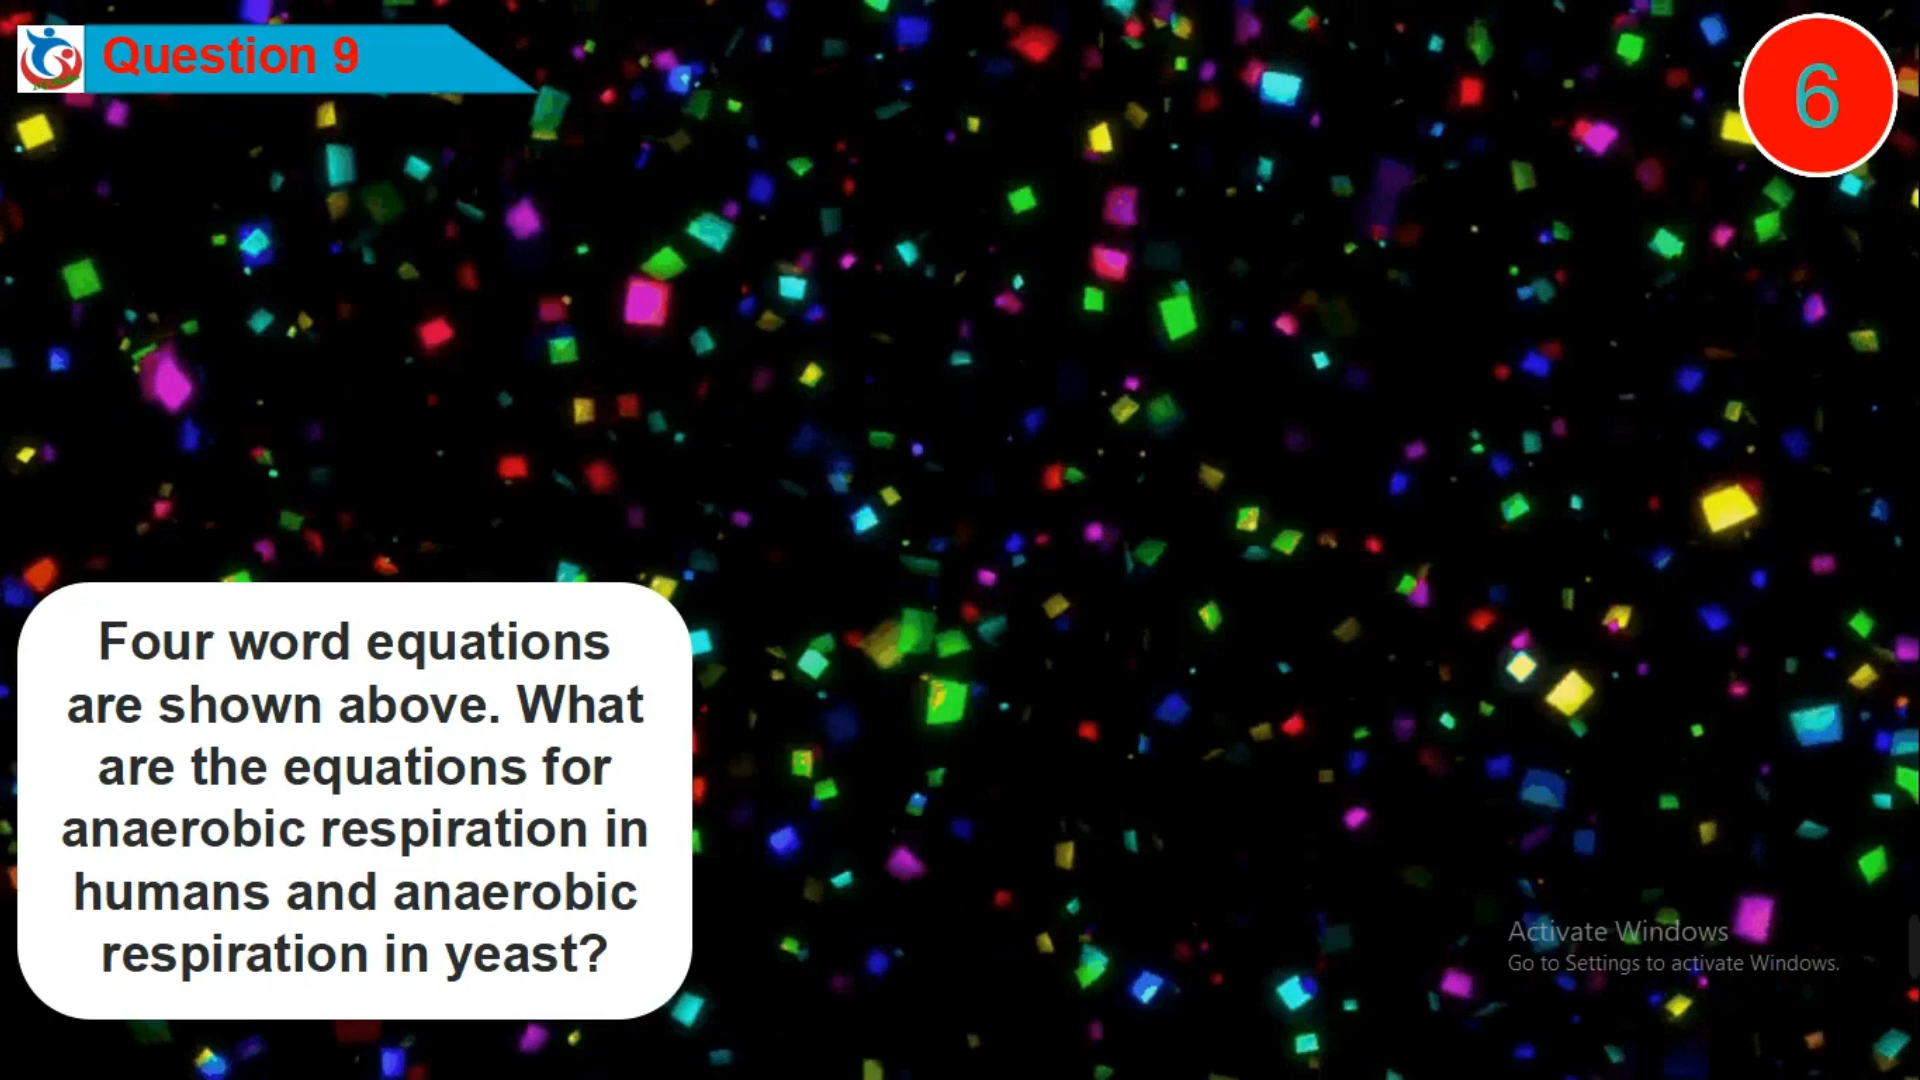 Question 9
6
Four word equations
are shown above. What
are the equations for
anaerobic respiration in
humans and anaerobic
respiration in yeast?
Activate Windows
Go to Settings to activate Windows.